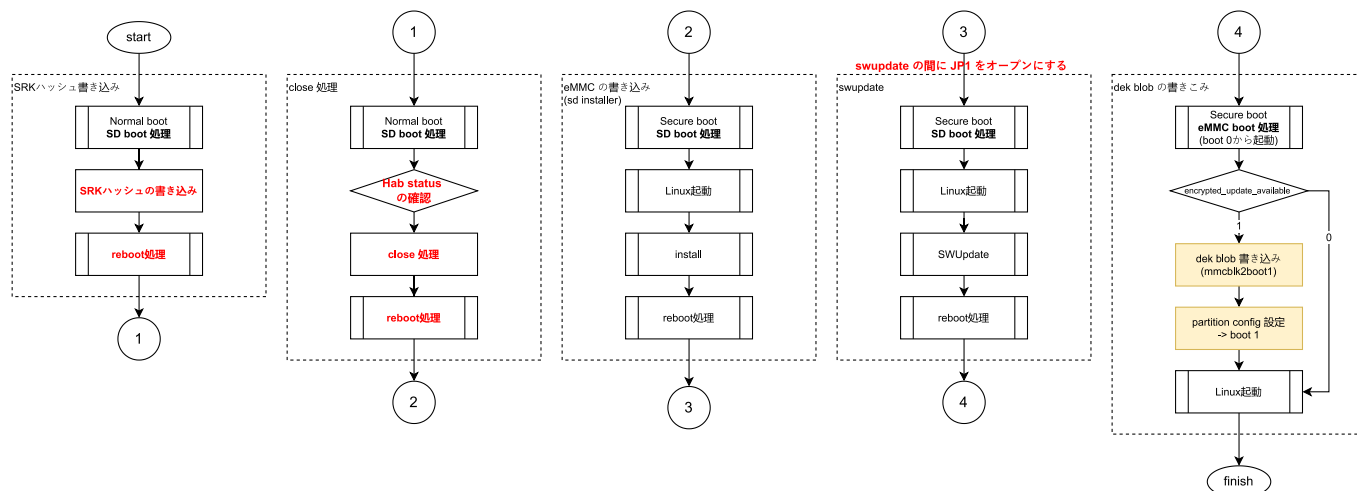 start
SRKハッシュ書き込み
Normal boot
SD boot 処理
SRKハッシュの書き込み
reboot処理
1
1
close 処理
Normal boot
SD boot 処理
Hab status
の確認
close 処理
reboot処理
2
2
eMMC の書き込み
(sd installer)
Secure boot
SD boot 処理
Linux起動
install
reboot処理
3
3
swupdate の間に JP1 をオープンにする
swupdate
Secure boot
SD boot 処理
Linux起動
SWUpdate
reboot処理
4
4
dek blob の書きこみ
Secure boot
eMMC boot 処理
(boot 0から起動)
encrypted_update_available
1
0
dek blob 書き込み
(mmcblk2boot1)
partition config 設定
-> boot 1
Linux起動
finish